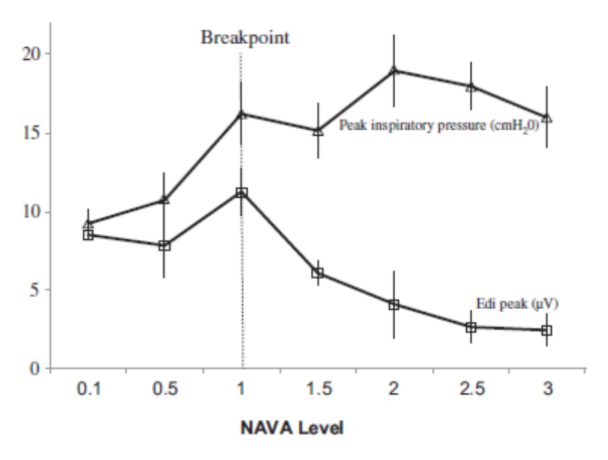 Breakpoint
20
15
10
5
0
Peak inspiratory pressure (cmH₂0)
Edi peak (μV)
0.1 0.5 1 1.5 2 2.5 3
NAVA Level